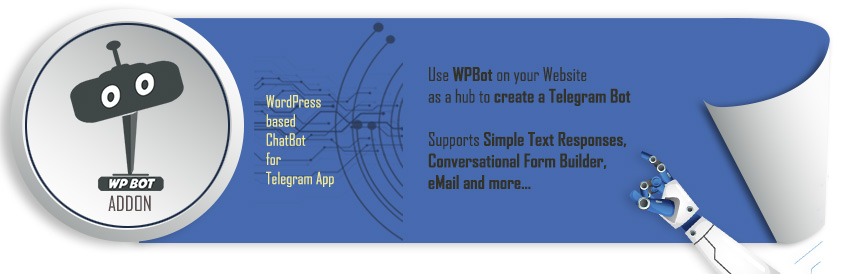 WP BOT
ADDON
WordPress
based
ChatBot
for
Telegram App
Use WPBot on your Website
as a hub to create a Telegram Bot
Supports Simple Text Responses,
Conversational Form Builder,
eMail and more...